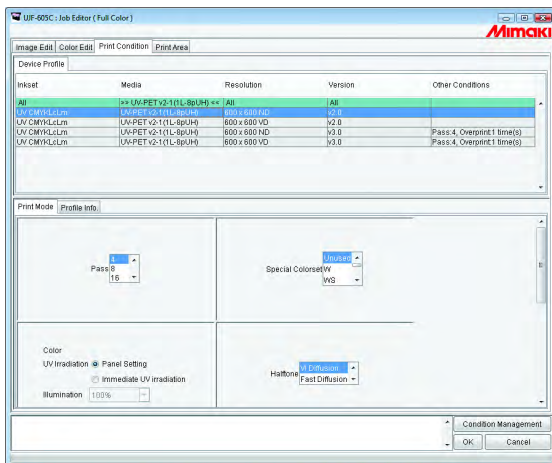 UJF-605C : Job Editor ( Full Color )
Mimaki
Image Edit Color Edit Print Condition Print Area
Device Profile
Inkset Media Resolution Version Other Conditions
All >> UV-PET v2-1(1L-8pUH) << All All
UV CMYKLcLm UV-PET v2-1(1L-8pUH) 600 x 600 ND v2.0
UV CMYKLcLm UV-PET v2-1(1L-8pUH) 600 x 600 VD v2.0
UV CMYKLcLm UV-PET v2-1(1L-8pUH) 600 x 600 ND v3.0 Pass:4, Overprint:1 time(s)
UV CMYKLcLm UV-PET v2-1(1L-8pUH) 600 x 600 VD v3.0 Pass:4, Overprint:1 time(s)
Print Mode Profile Info.
Pass 4
8
16
Special Colorset Unused
W
WS
Color
UV Irradiation Panel Setting
Immediate UV irradiation
Illumination 100%
Halftone VI Diffusion
Fast Diffusion
Condition Management
OK Cancel